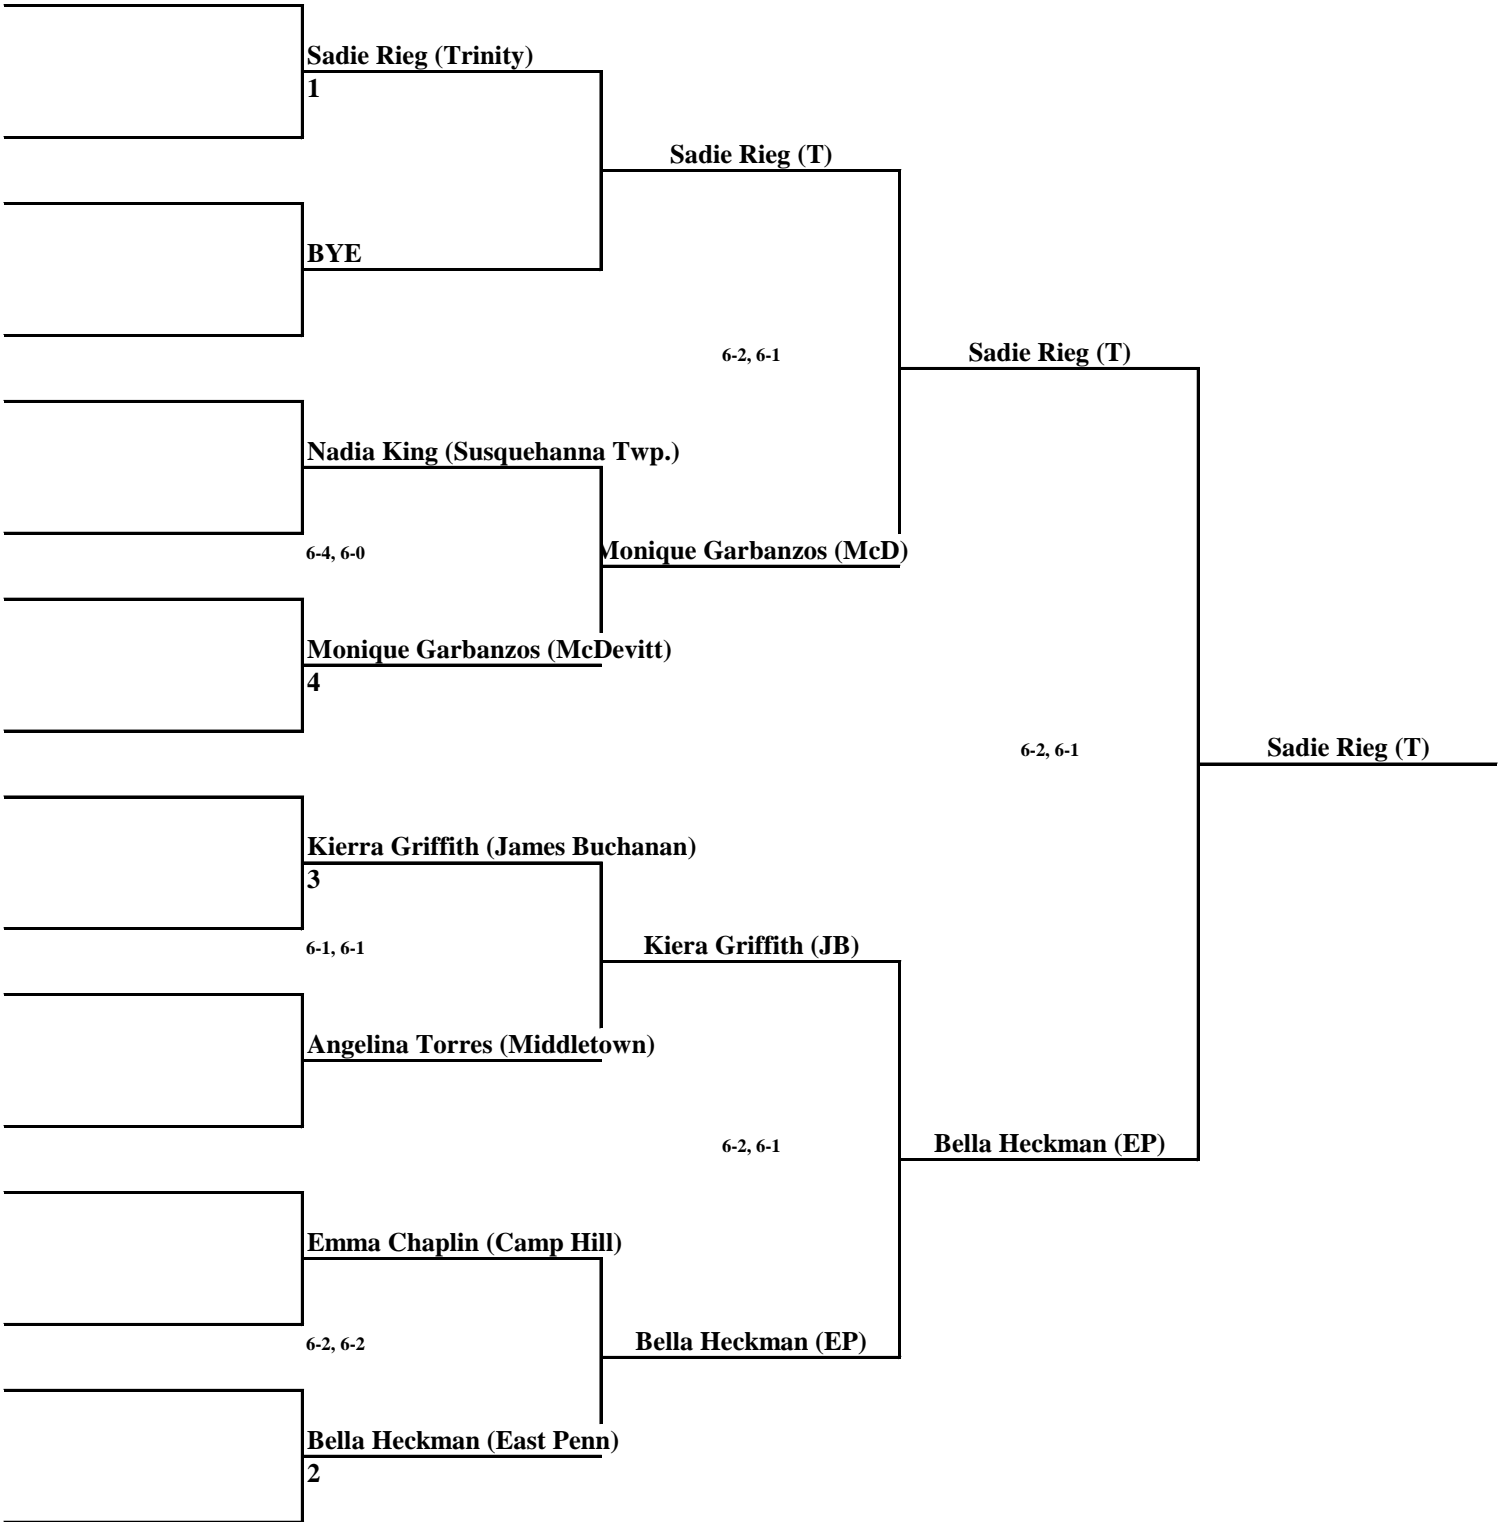 Sadie Rieg (Trinity)
1
Sadie Rieg (T)
BYE
6-2, 6-1
Sadie Rieg (T)
Nadia King (Susquehanna Twp.)
6-4, 6-0
Monique Garbanzos (McD)
Monique Garbanzos (McDevitt)
4
6-2, 6-1
Sadie Rieg (T)
Kierra Griffith (James Buchanan)
3
6-1, 6-1
Kiera Griffith (JB)
Angelina Torres (Middletown)
6-2, 6-1
Bella Heckman (EP)
Emma Chaplin (Camp Hill)
6-2, 6-2
Bella Heckman (EP)
Bella Heckman (East Penn)
2